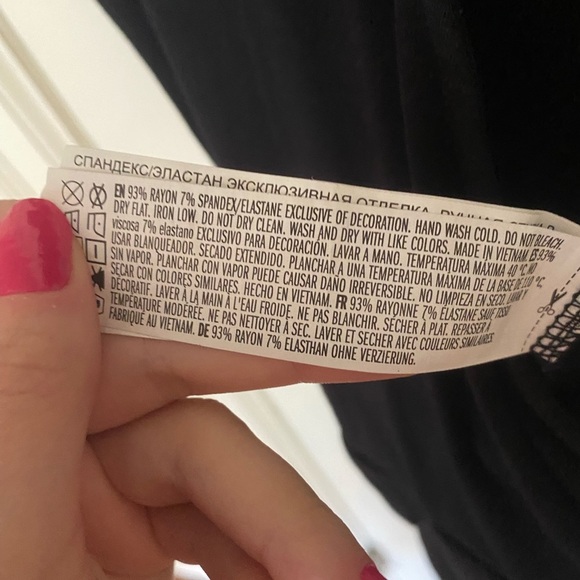 СПАНДЕКС/ЭЛАСТАН ЭКСКЛЮЗИВНАЯ ОТДЕЛКА. РУЧНАЯ
EN 93% RAYON 7% SPANDEX/ELASTANE EXCLUSIVE OF DECORATION. HAND WASH COLD. DO NOT BLEACH.
DRY FLAT. IRON LOW. DO NOT DRY CLEAN. WASH AND DRY WITH LIKE COLORS. MADE IN VIETNAM. ES 93%
viscosa 7% elastano EXCLUSIVO PARA DECORACIÓN. LAVAR A MANO. TEMPERATURA MÁXIMA 40 °C. NO
USAR BLANQUEADOR. SECADO EXTENDIDO. PLANCHAR A UNA TEMPERATURA MÁXIMA DE LA BASE DE 110 °C,
SIN VAPOR. PLANCHAR CON VAPOR PUEDE CAUSAR DAÑO IRREVERSIBLE. NO LIMPIEZA EN SECO. LAVAR Y
SECAR CON COLORES SIMILARES. HECHO EN VIETNAM. FR 93% RAYONNE 7% ÉLASTANE SAUF TISSU
DÉCORATIF. LAVER À LA MAIN À L'EAU FROIDE. NE PAS BLANCHIR. SÉCHER À PLAT. REPASSER À
TEMPÉRATURE MODÉRÉE. NE PAS NETTOYER À SEC. LAVER ET SÉCHER AVEC COULEURS SIMILAIRES.
FABRIQUÉ AU VIETNAM. DE 93% RAYON 7% ELASTHAN OHNE VERZIERUNG.